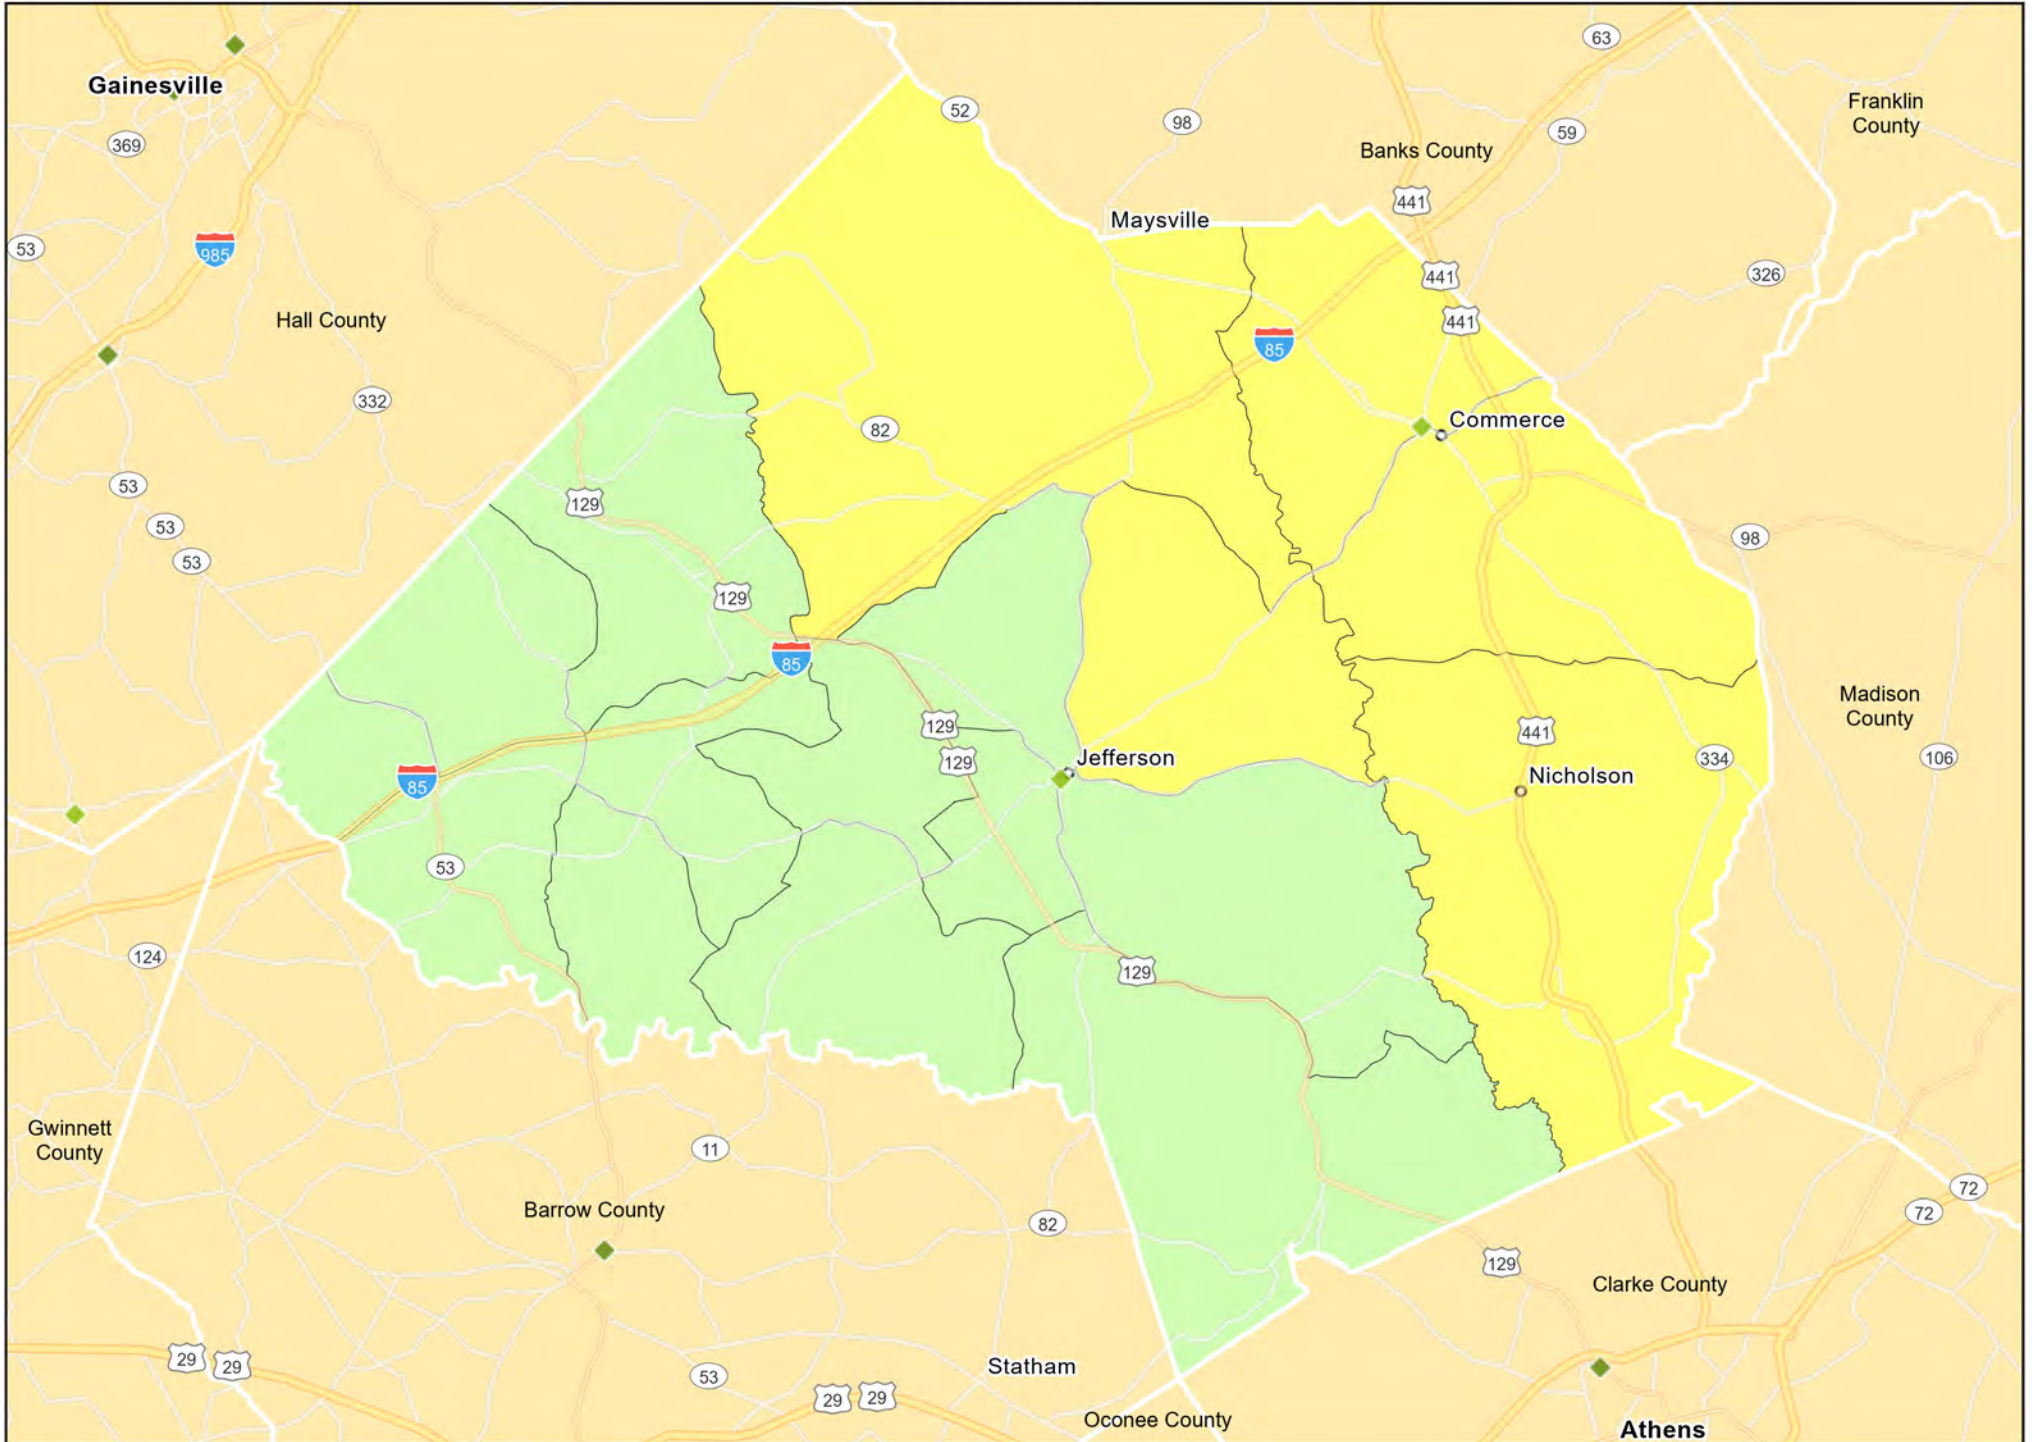 63
Gainesville
Franklin
County
52
98
59
369
Banks County
441
Maysville
53
985
326
441
Hall County
441
85
332
Commerce
82
53
129
53
98
53
129
85
Madison
County
129
441
334
106
Jefferson
129
Nicholson
85
53
124
129
Gwinnett
County
11
72
Barrow County
72
82
129
Clarke County
29
29
Statham
53
29
29
Oconee County
Athens